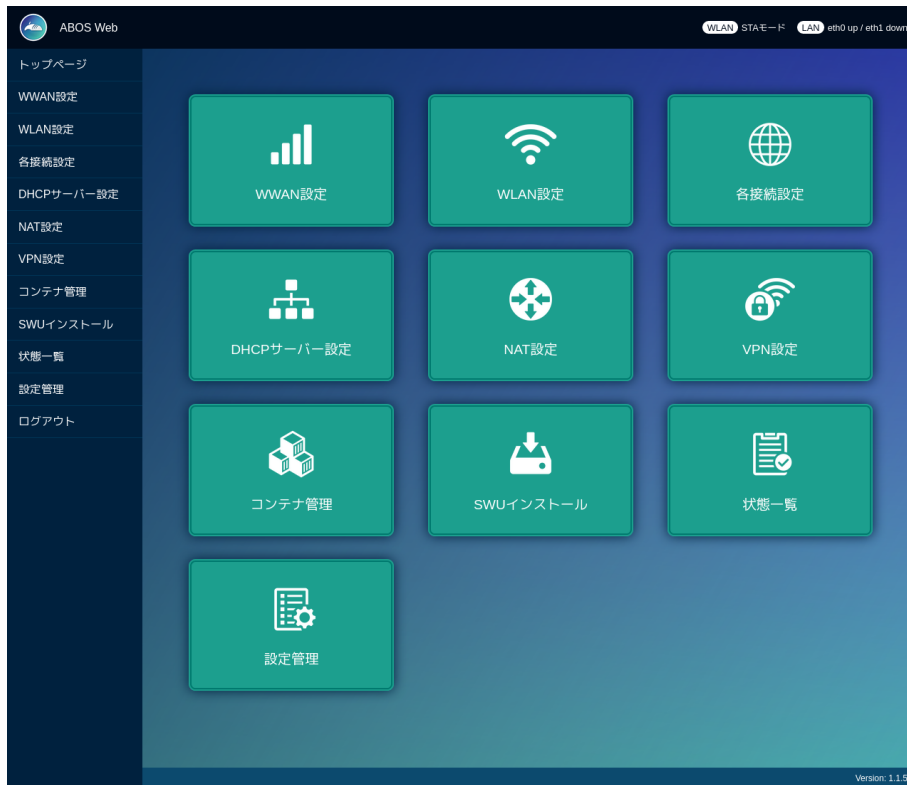 ABOS Web
WLAN STAモード LAN eth0 up / eth1 down
トップページ
WWAN設定
WLAN設定
各接続設定
DHCPサーバー設定
NAT設定
VPN設定
コンテナ管理
SWUインストール
状態一覧
設定管理
ログアウト
WWAN設定
WLAN設定
各接続設定
DHCPサーバー設定
NAT設定
VPN設定
コンテナ管理
SWUインストール
状態一覧
設定管理
Version: 1.1.5